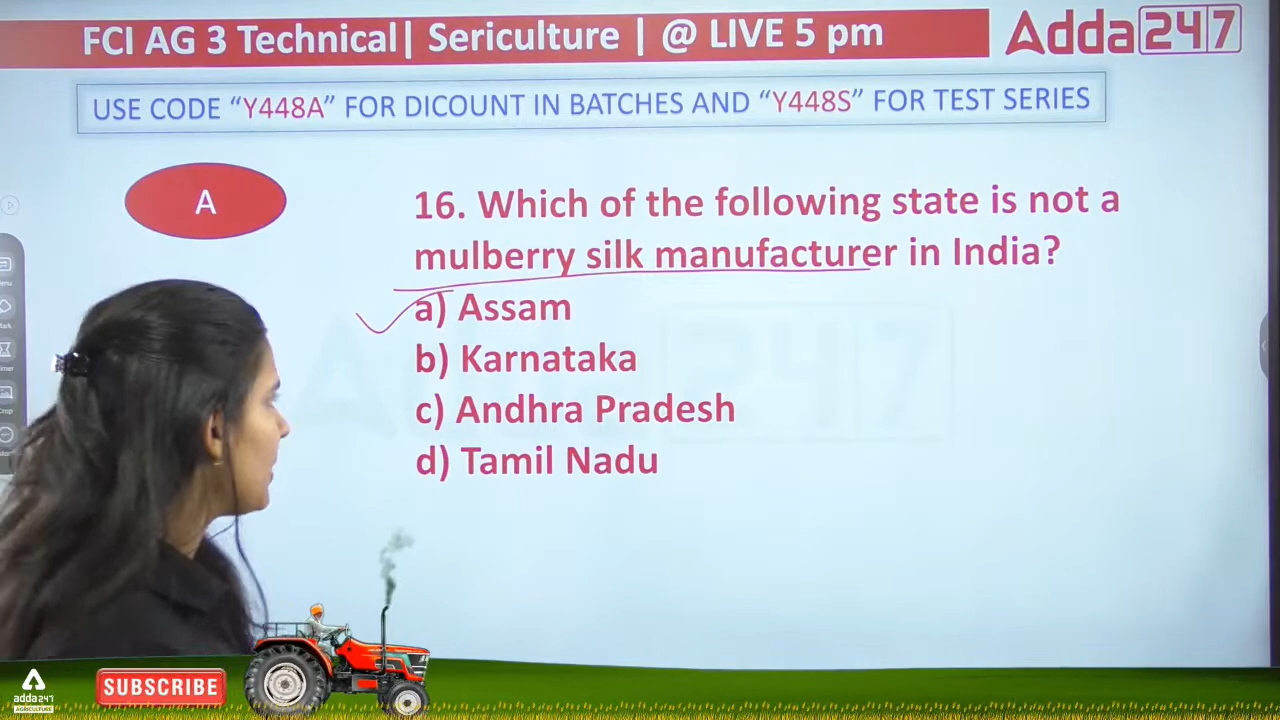 FCI AG 3 Technical| Sericulture | @ LIVE 5 pm
Adda247
USE CODE “Y448A” FOR DICOUNT IN BATCHES AND “Y448S” FOR TEST SERIES
A
16. Which of the following state is not a
mulberry silk manufacturer in India?
a) Assam
b) Karnataka
c) Andhra Pradesh
d) Tamil Nadu
adda247
AGRICULTURE
SUBSCRIBE